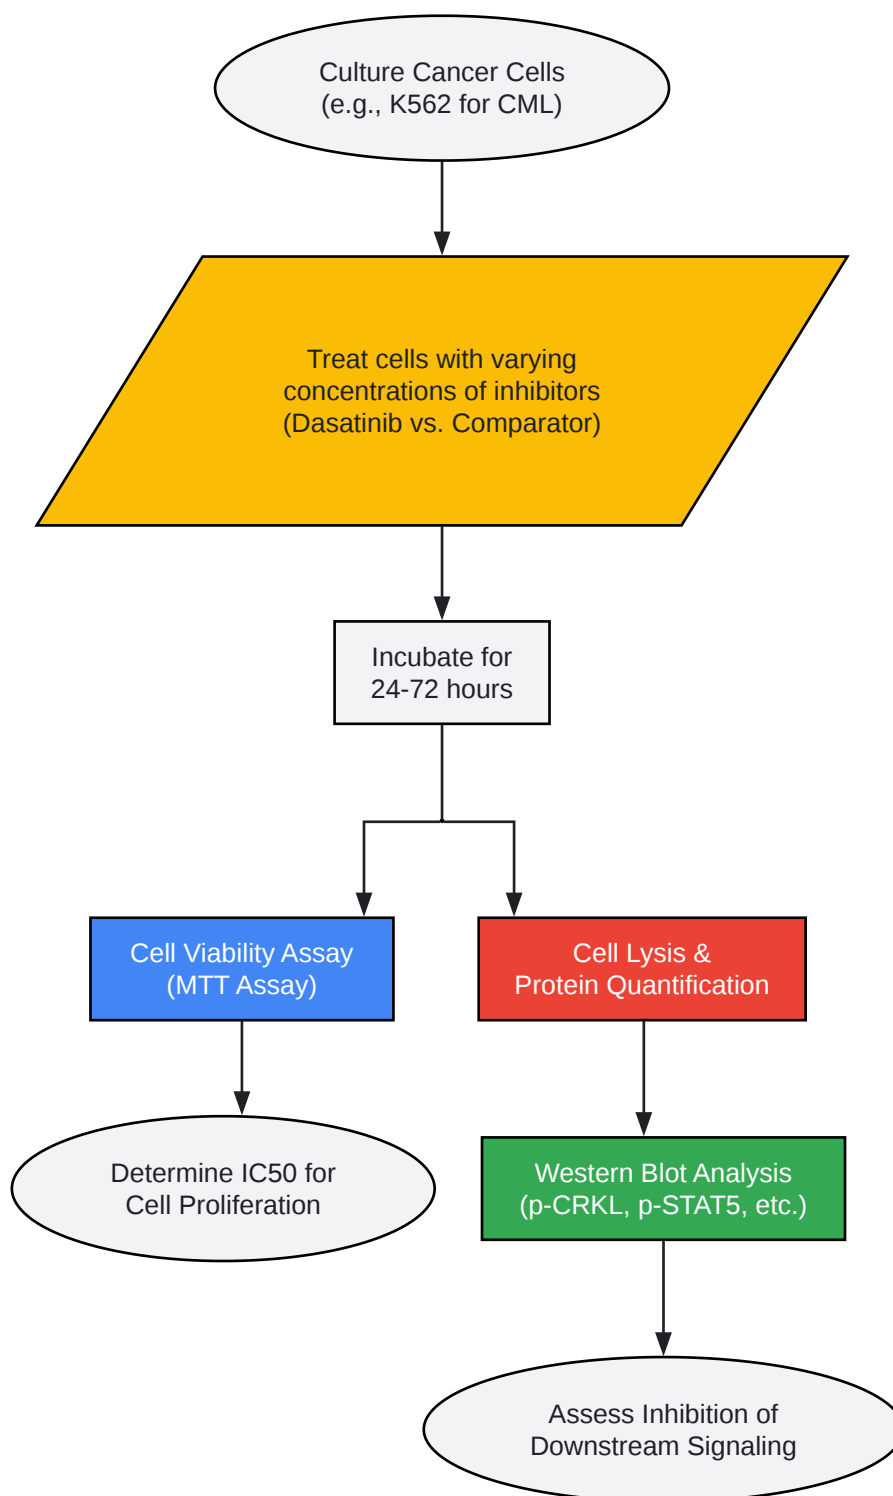 Culture Cancer Cells
(e.g., K562 for CML)
Treat cells with varying
concentrations of inhibitors
(Dasatinib vs. Comparator)
Incubate for
24-72 hours
Cell Viability Assay
(MTT Assay)
Cell Lysis &
Protein Quantification
Determine IC50 for
Cell Proliferation
Western Blot Analysis
(p-CRKL, p-STAT5, etc.)
Assess Inhibition of
Downstream Signaling